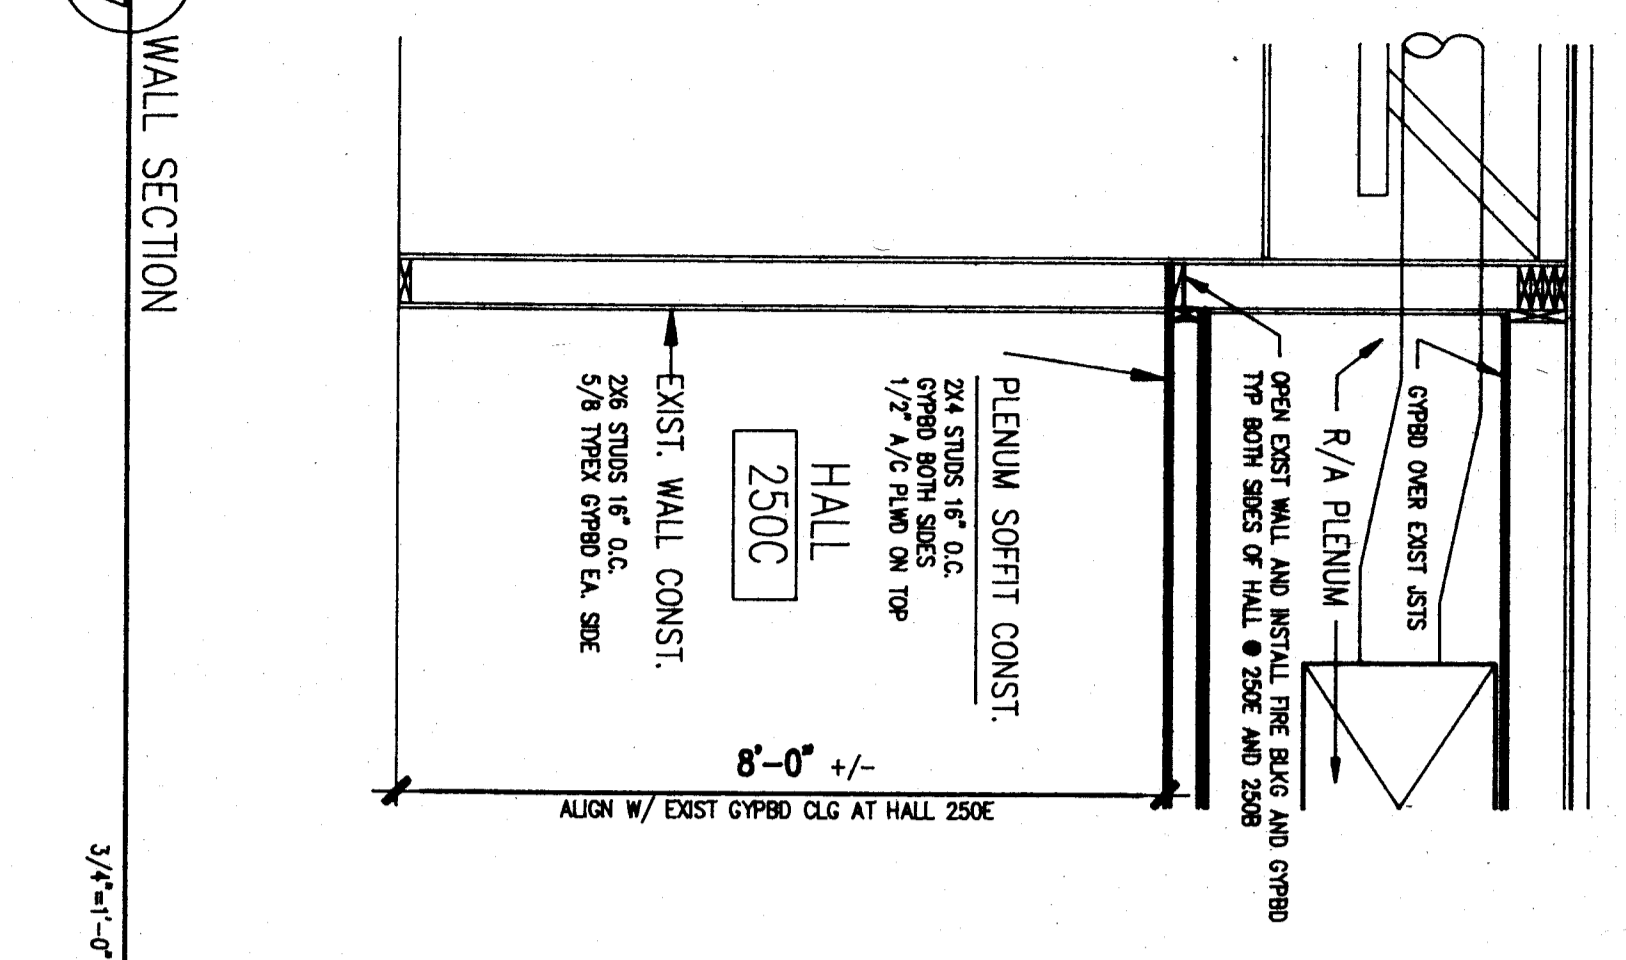 GYPBD OVER EXIST JSTS
R/A PLENUM
OPEN EXIST WALL AND INSTALL FIRE BLKG AND GYPBD
TYP BOTH SIDES OF HALL @ 250E AND 250B
PLENUM SOFFIT CONST.
2X4 STUDS 16" O.C.
GYPBD BOTH SIDES
1/2" A/C PLWD ON TOP
HALL
250C
EXIST. WALL CONST.
2X6 STUDS 16" O.C.
5/8 TYPEX GYPBD EA. SIDE
8'-0" +/-
ALIGN W/ EXIST GYPBD CLG AT HALL 250E
WALL SECTION
3/4"=1'-0"